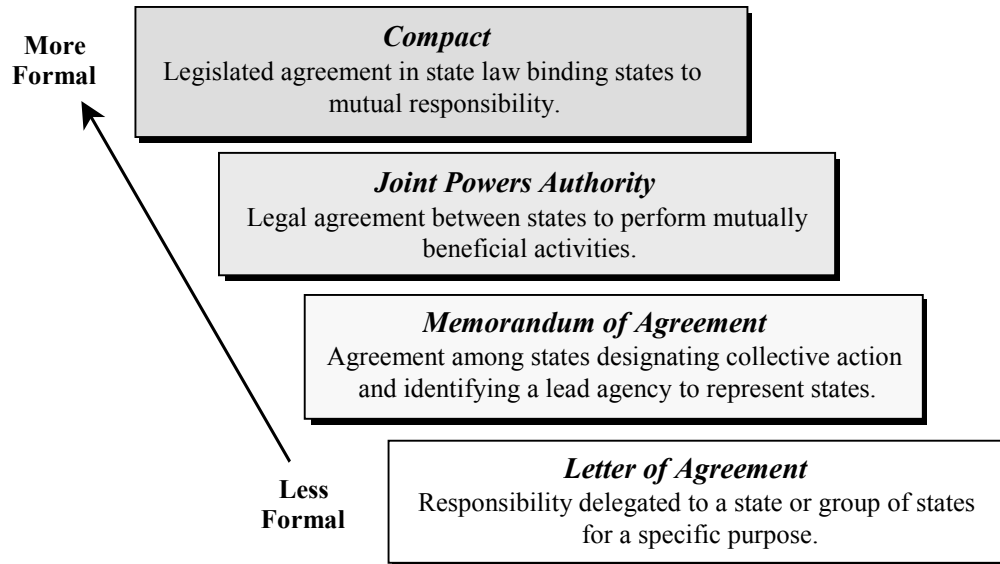 More
Formal
Compact
Legislated agreement in state law binding states to
mutual responsibility.
Joint Powers Authority
Legal agreement between states to perform mutually
beneficial activities.
Memorandum of Agreement
Agreement among states designating collective action
and identifying a lead agency to represent states.
Less
Formal
Letter of Agreement
Responsibility delegated to a state or group of states
for a specific purpose.